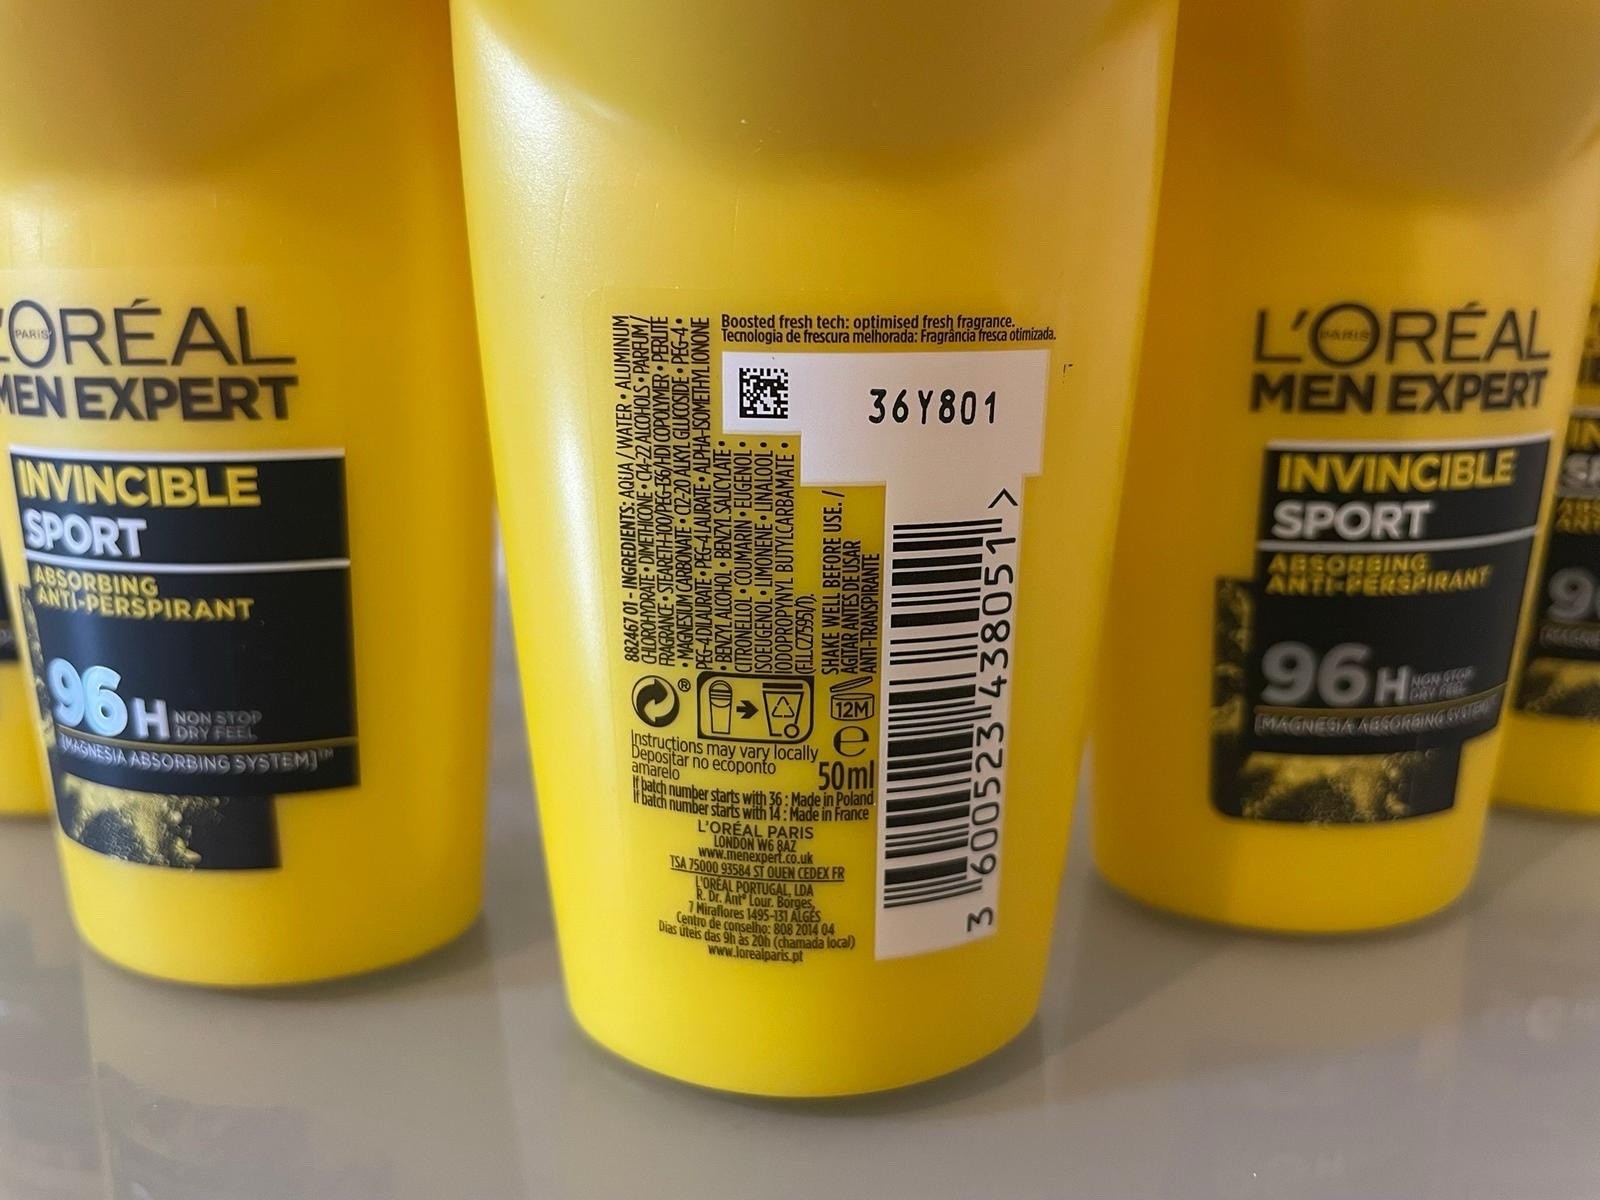 L'ORÉAL
PARIS
MEN EXPERT
INVINCIBLE
SPORT
ABSORBING
ANTI-PERSPIRANT
96H NON STOP
DRY FEEL
[MAGNESIA ABSORBING SYSTEM]™
Boosted fresh tech: optimised fresh fragrance.
Tecnologia de frescura melhorada: Fragrância fresca otimizada.
36Y801
882467 01 - INGREDIENTS: AQUA / WATER • ALUMINUM
CHLOROHYDRATE • DIMETHICONE • C14-22 ALCOHOLS • PARFUM /
FRAGRANCE • STEARETH-100/PEG-136/HDI COPOLYMER • PERLITE
• MAGNESIUM CARBONATE • C12-20 ALKYL GLUCOSIDE • PEG-4 •
PEG-4 DILAURATE • PEG-4 LAURATE • ALPHA-ISOMETHYL IONONE
• BENZYL ALCOHOL • BENZYL SALICYLATE •
CITRONELLOL • COUMARIN • EUGENOL •
ISOEUGENOL • LIMONENE • LINALOOL •
IODOPROPYNYL BUTYLCARBAMATE •
(F.I.L. C277599/1).
SHAKE WELL BEFORE USE. /
AGITAR ANTES DE USAR
ANTI-TRANSPIRANTE
®
12M
Instructions may vary locally
Depositar no ecoponto
amarelo
℮
50 ml
If batch number starts with 36 : Made in Poland
If batch number starts with 14 : Made in France
L'ORÉAL PARIS
LONDON W6 8AZ
www.menexpert.co.uk
TSA 75000 93584 ST OUEN CEDEX FR
L'ORÉAL PORTUGAL, LDA
R. Dr. Antº Lour. Borges,
7 Miraflores 1495-131 ALGÉS
Centro de conselho: 808 2014 04
Dias úteis das 9h às 20h (chamada local)
www.lorealparis.pt
3 600523 438051 >
L'ORÉAL
PARIS
MEN EXPERT
INVINCIBLE
SPORT
ABSORBING
ANTI-PERSPIRANT
96H NON STOP
DRY FEEL
[MAGNESIA ABSORBING SYSTEM]